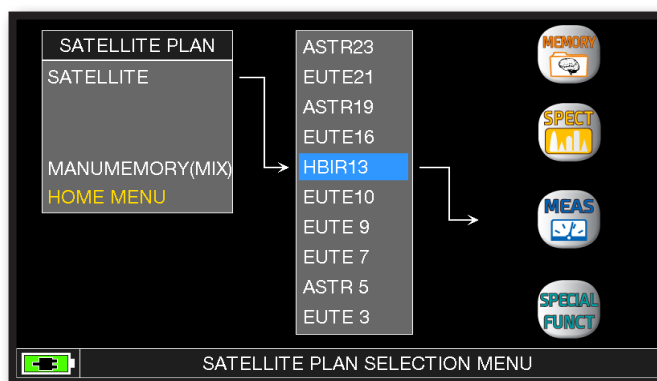 SATELLITE PLAN
SATELLITE
MANUMEMORY(MIX)
HOME MENU
ASTR23
EUTE21
ASTR19
EUTE16
HBIR13
EUTE10
EUTE 9
EUTE 7
ASTR 5
EUTE 3
MEMORY
SPECT
MEAS
SPECIAL
FUNCT
SATELLITE PLAN SELECTION MENU